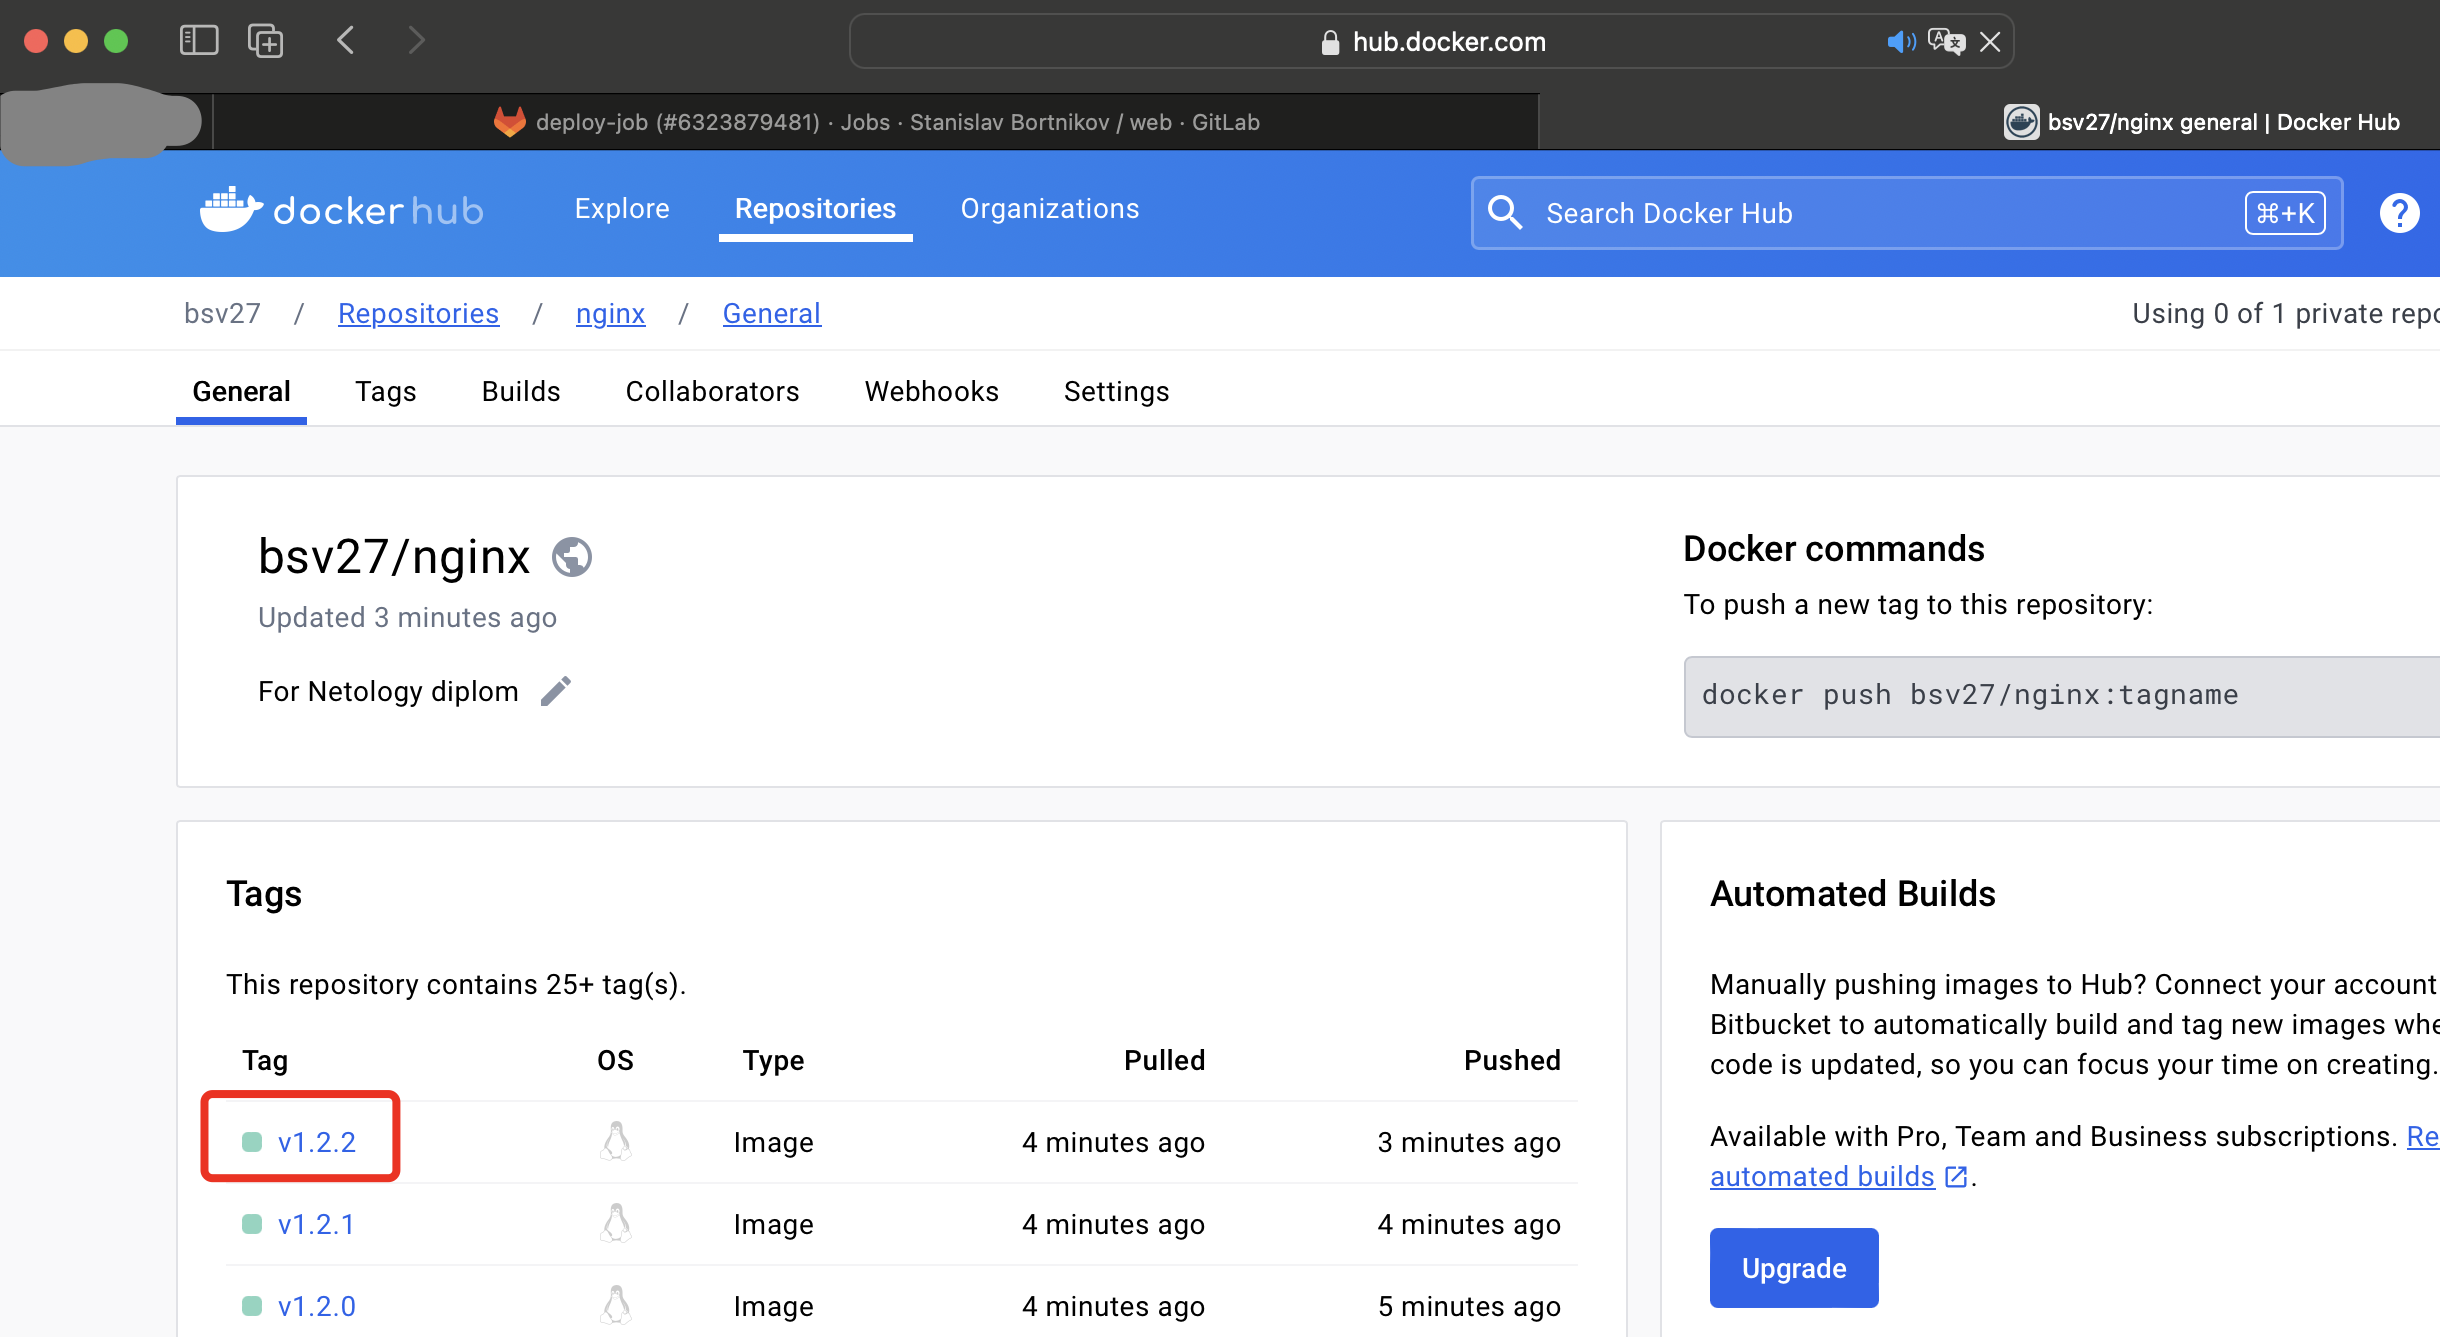 hub.docker.com
deploy-job (#6323879481) · Jobs · Stanislav Bortnikov / web · GitLab
bsv27/nginx general | Docker Hub
docker hub
Explore
Repositories
Organizations
Search Docker Hub
⌘+K
?
bsv27 / Repositories / nginx / General
Using 0 of 1 private repo
General
Tags
Builds
Collaborators
Webhooks
Settings
bsv27/nginx
Updated 3 minutes ago
For Netology diplom
Docker commands
To push a new tag to this repository:
docker push bsv27/nginx:tagname
Tags
This repository contains 25+ tag(s).
Tag OS Type Pulled Pushed
v1.2.2 Image 4 minutes ago 3 minutes ago
v1.2.1 Image 4 minutes ago 4 minutes ago
v1.2.0 Image 4 minutes ago 5 minutes ago
Automated Builds
Manually pushing images to Hub? Connect your account
Bitbucket to automatically build and tag new images whe
code is updated, so you can focus your time on creating.
Available with Pro, Team and Business subscriptions. Re
automated builds .
Upgrade